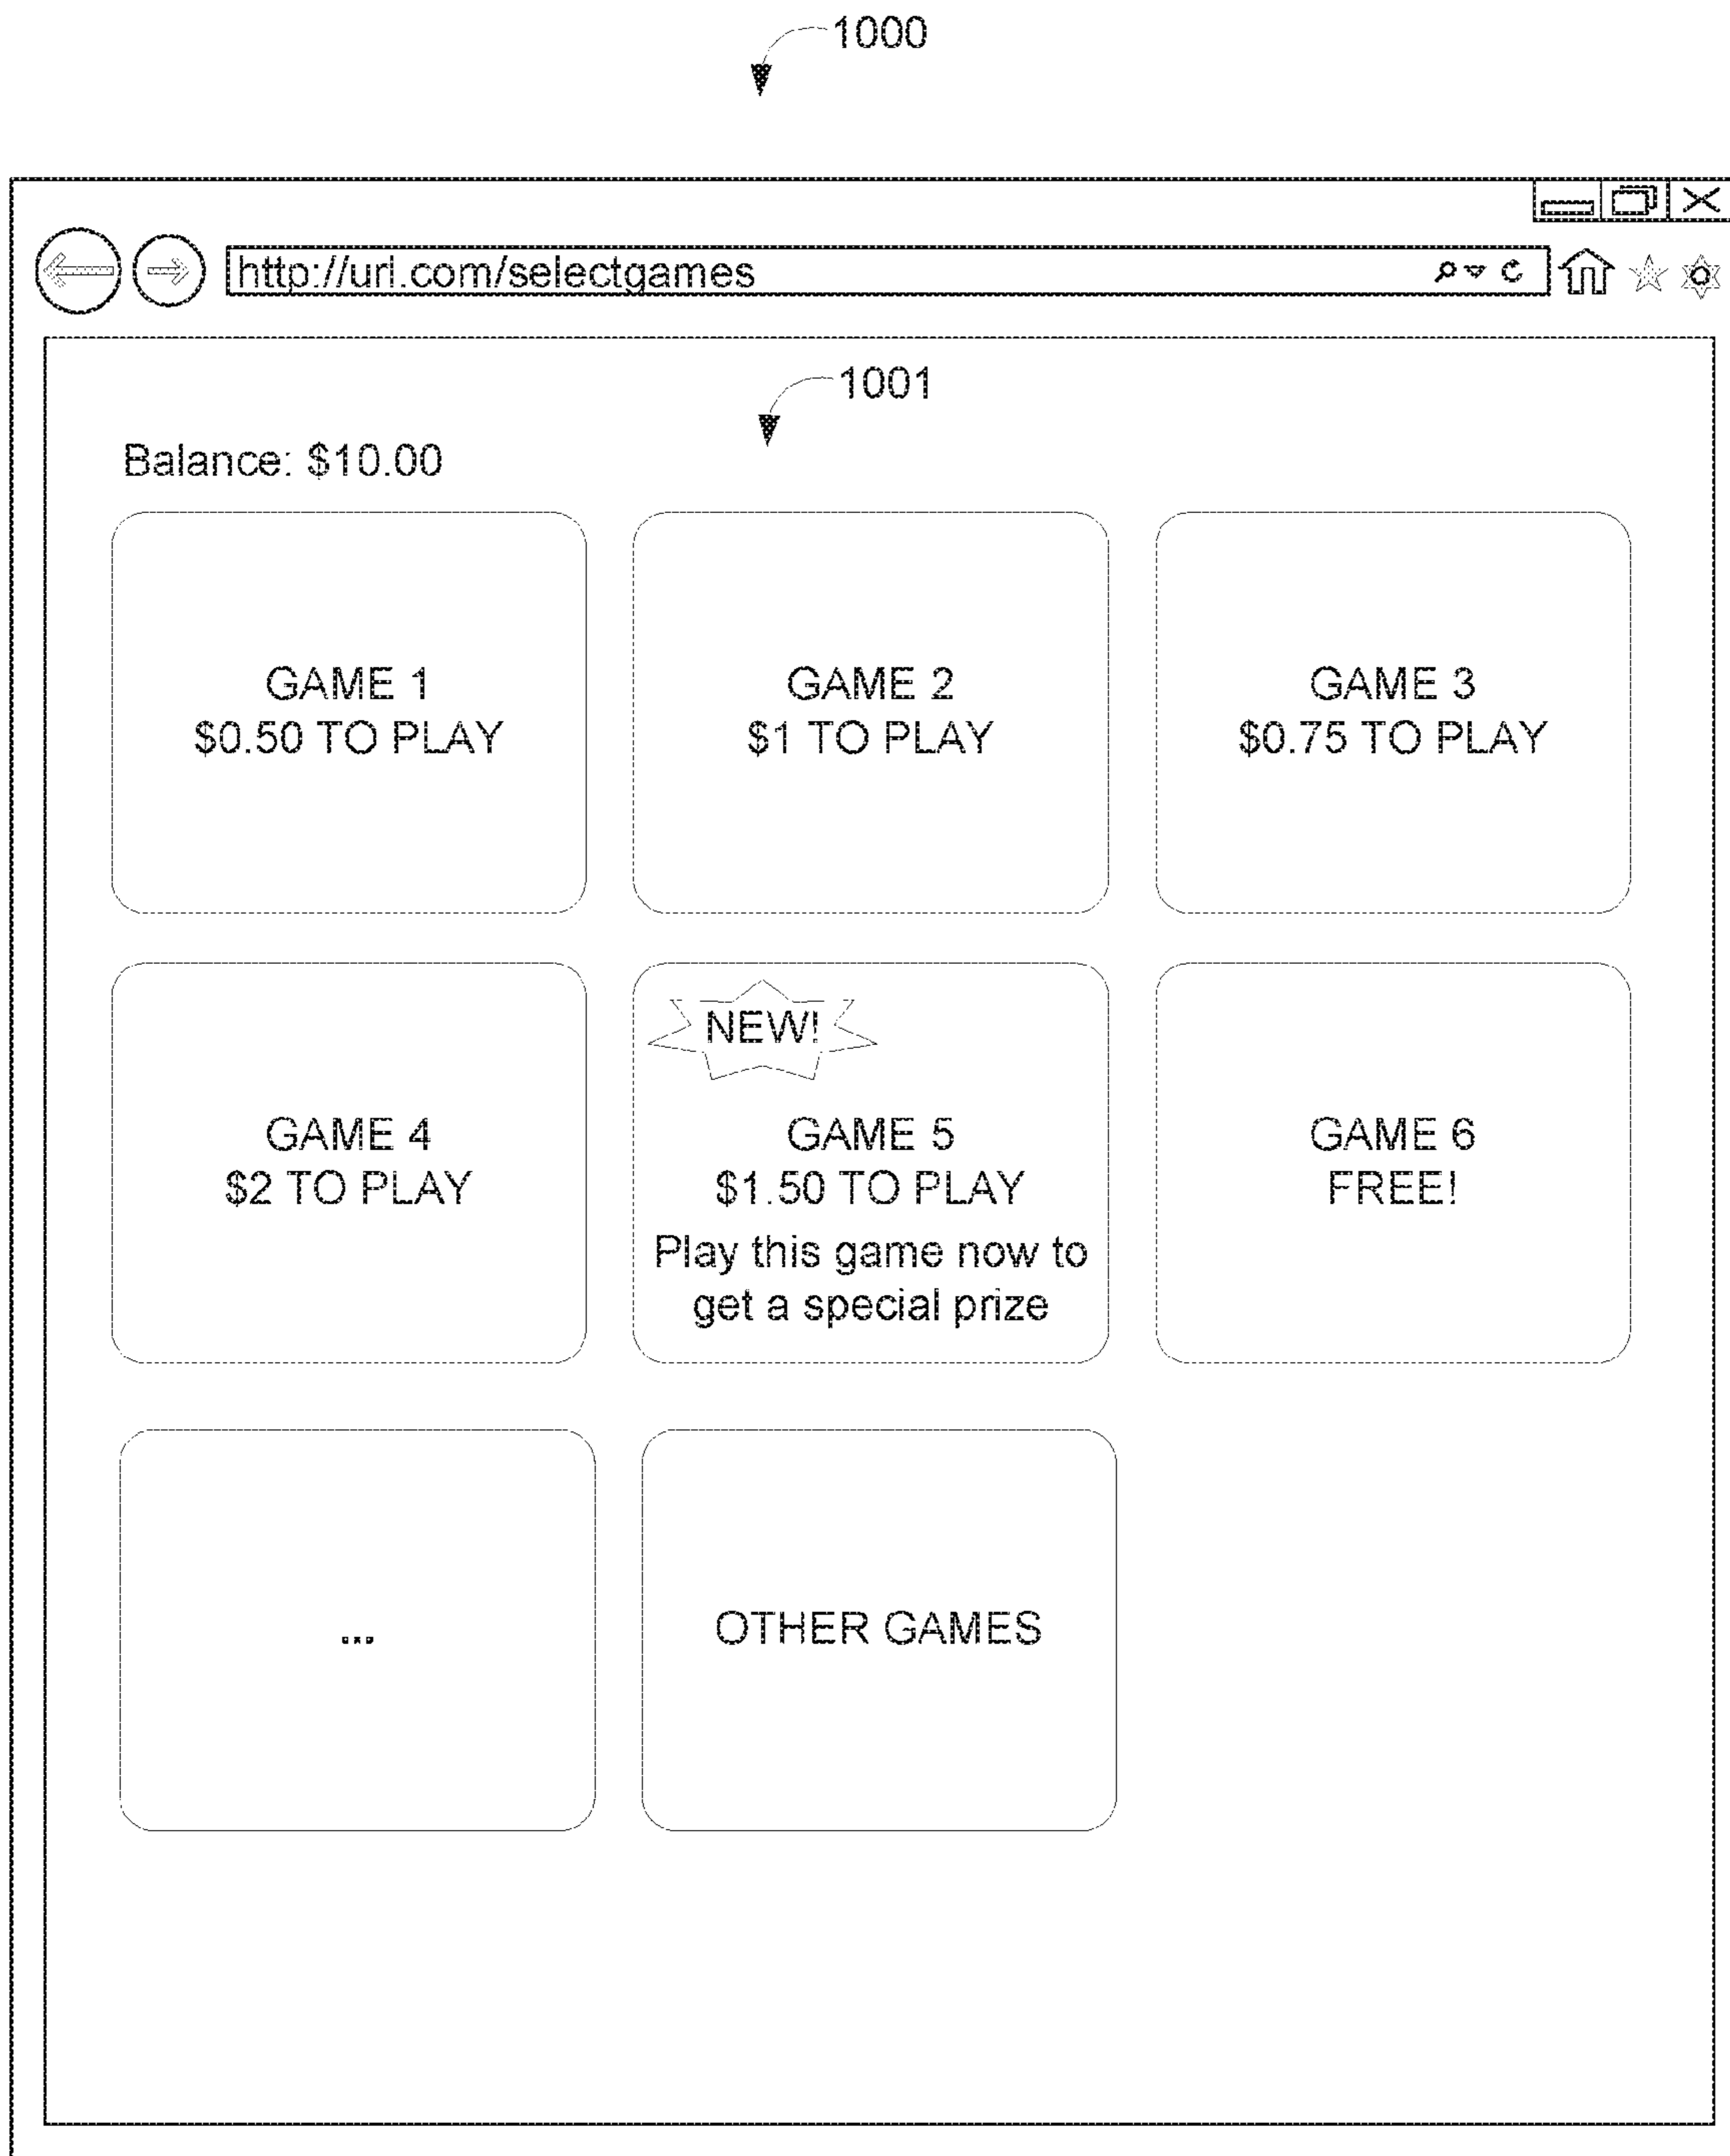 1000
http://url.com/selectgames
1001
Balance: $10.00
GAME 1
$0.50 TO PLAY
GAME 2
$1 TO PLAY
GAME 3
$0.75 TO PLAY
GAME 4
$2 TO PLAY
NEW!
GAME 5
$1.50 TO PLAY
Play this game now to
get a special prize
GAME 6
FREE!
...
OTHER GAMES